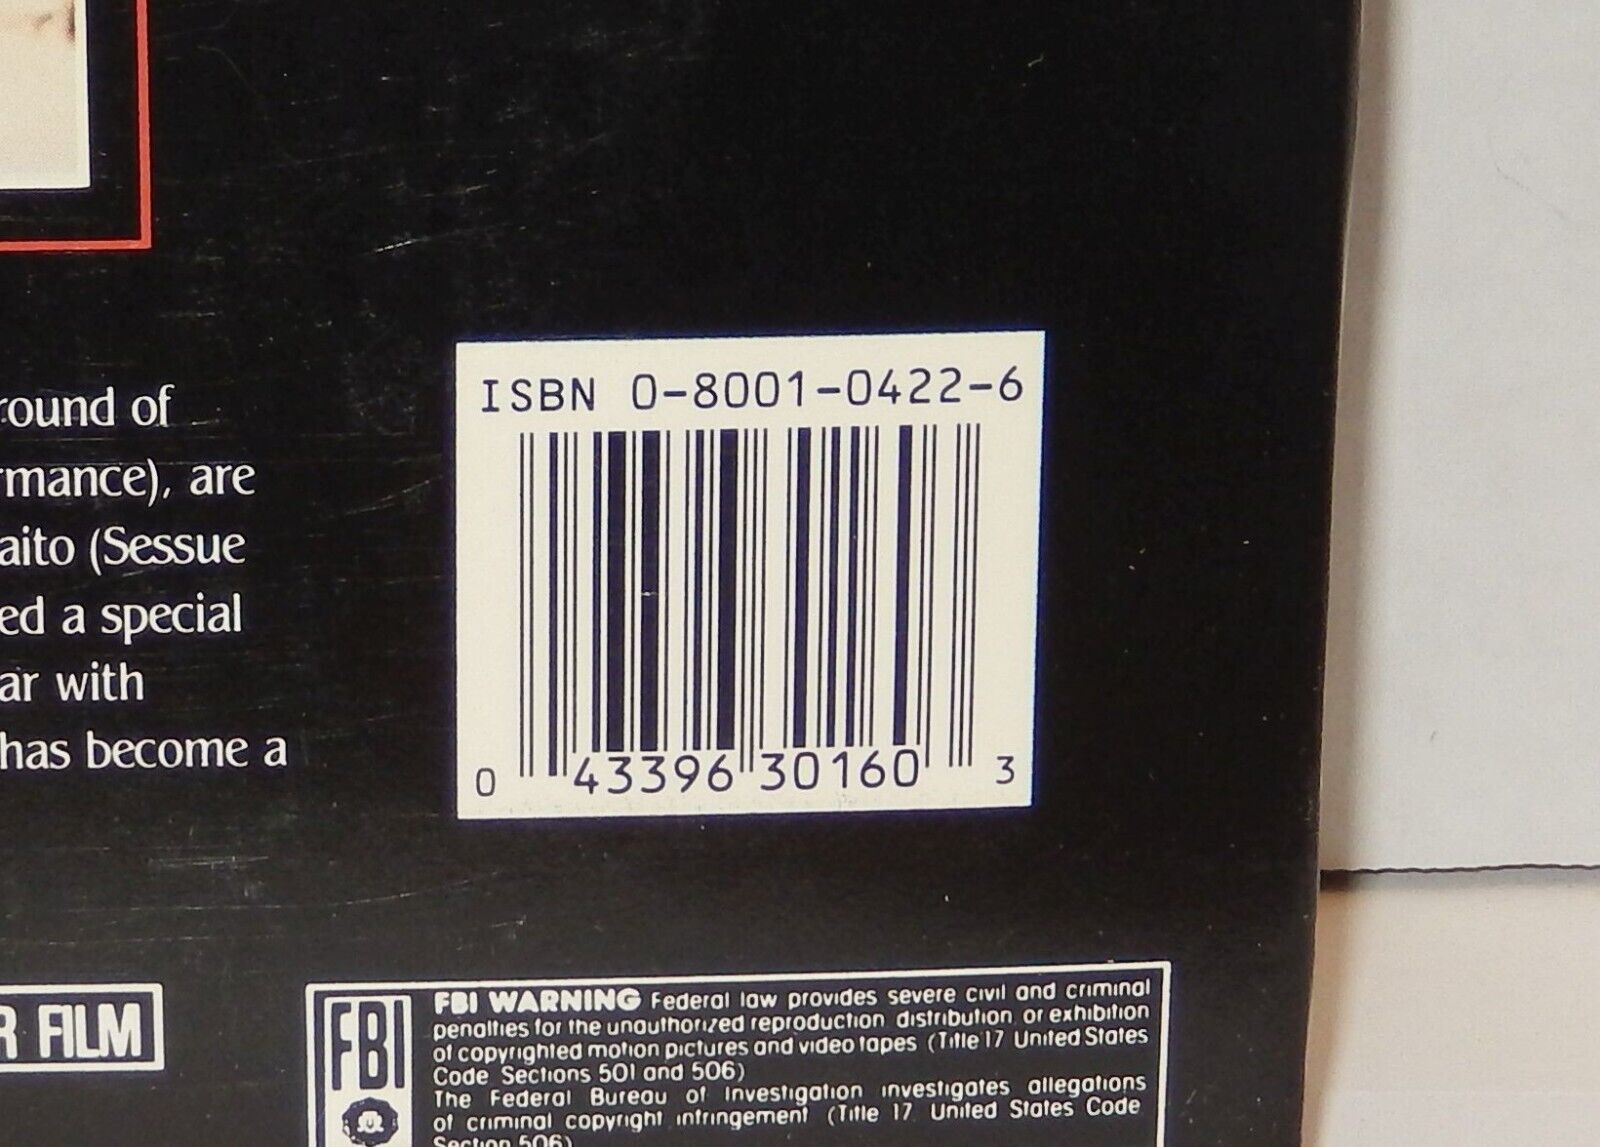 ound of
rmance), are
aito (Sessue
ed a special
ar with
has become a
ISBN 0-8001-0422-6
0 43396 30160 3
R FILM
FBI
FBI WARNING Federal law provides severe civil and criminal
penalties for the unauthorized reproduction distribution or exhibition
of copyrighted motion pictures and video tapes (Title 17 United States
Code Sections 501 and 506)
The Federal Bureau of Investigation investigates allegations
of criminal copyright infringement (Title 17 United States Code
Section 506)